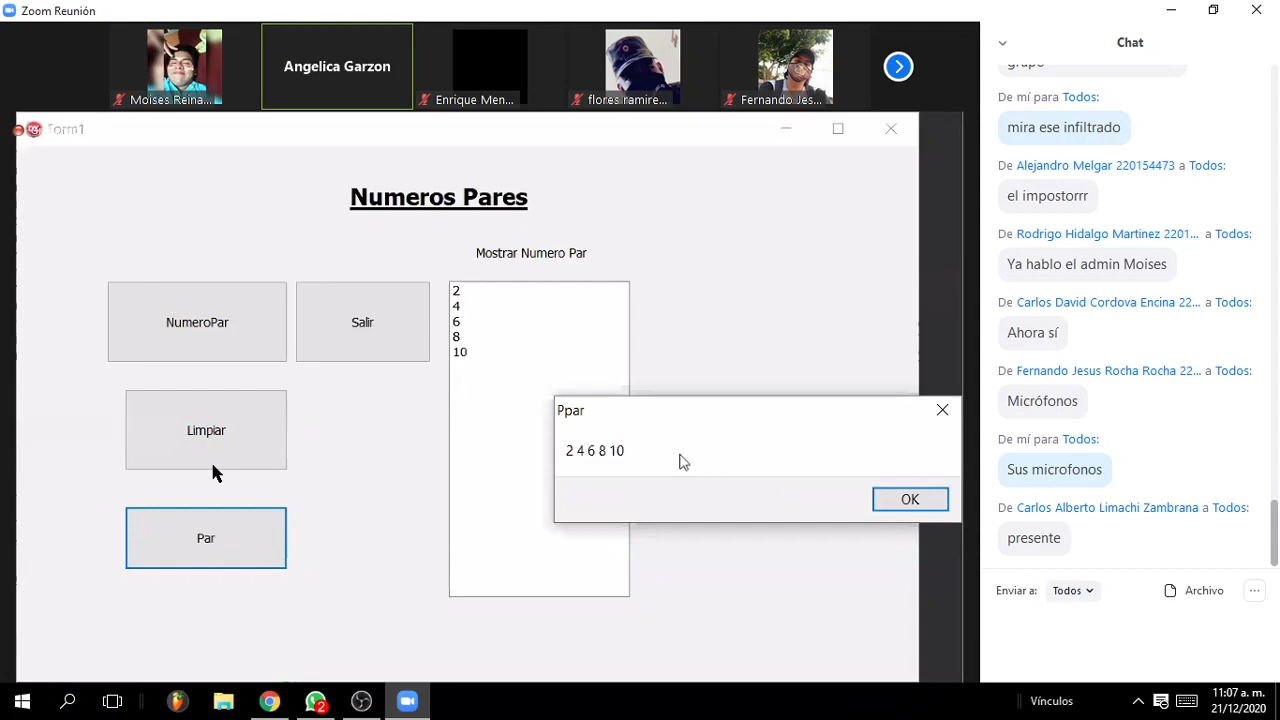 Zoom Reunión
Moises Reina...
Angelica Garzon
Enrique Men...
flores ramire...
Fernando Jes...
Form1
Numeros Pares
Mostrar Numero Par
NumeroPar
Salir
Limpiar
Par
2
4
6
8
10
Ppar
2 4 6 8 10
OK
Chat
grupo
De mí para Todos:
mira ese infiltrado
De Alejandro Melgar 220154473 a Todos:
el impostorrr
De Rodrigo Hidalgo Martinez 2201... a Todos:
Ya hablo el admin Moises
De Carlos David Cordova Encina 22... a Todos:
Ahora sí
De Fernando Jesus Rocha Rocha 22... a Todos:
Micrófonos
De mí para Todos:
Sus microfonos
De Carlos Alberto Limachi Zambrana a Todos:
presente
Enviar a: Todos
Archivo
...
2
Vínculos
11:07 a. m.
21/12/2020